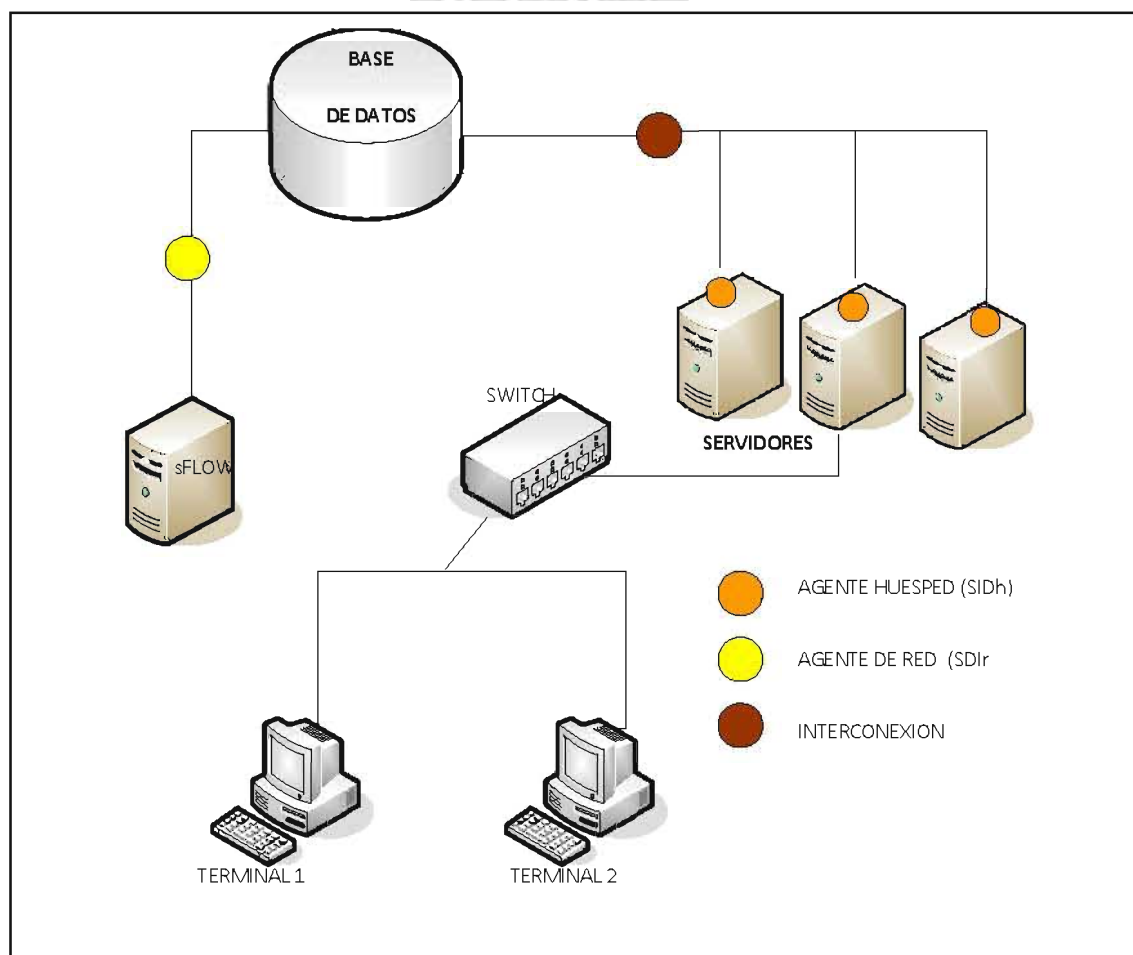 BASE
DE DATOS
SWITCH
SERVIDORES
sFLOW
AGENTE HUESPED (SIDh)
AGENTE DE RED (SDIr
INTERCONEXION
TERMINAL 1
TERMINAL 2